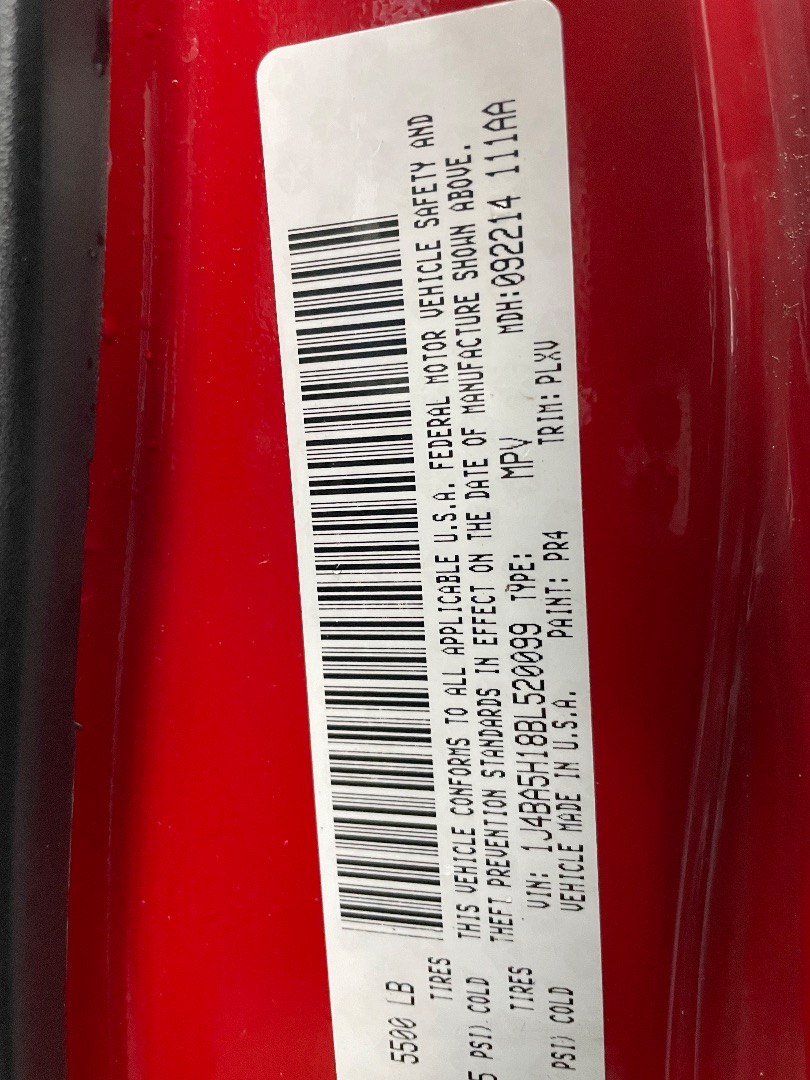 5500 LB
TIRES
5 PSI) COLD
TIRES
PSI) COLD
THIS VEHICLE CONFORMS TO ALL APPLICABLE U.S.A. FEDERAL MOTOR VEHICLE SAFETY AND
THEFT PREVENTION STANDARDS IN EFFECT ON THE DATE OF MANUFACTURE SHOWN ABOVE.
VIN: 1J4BA5H18BL520099 TYPE: MPV MDH:092214 111AA
VEHICLE MADE IN U.S.A. PAINT: PR4 TRIM: PLXV